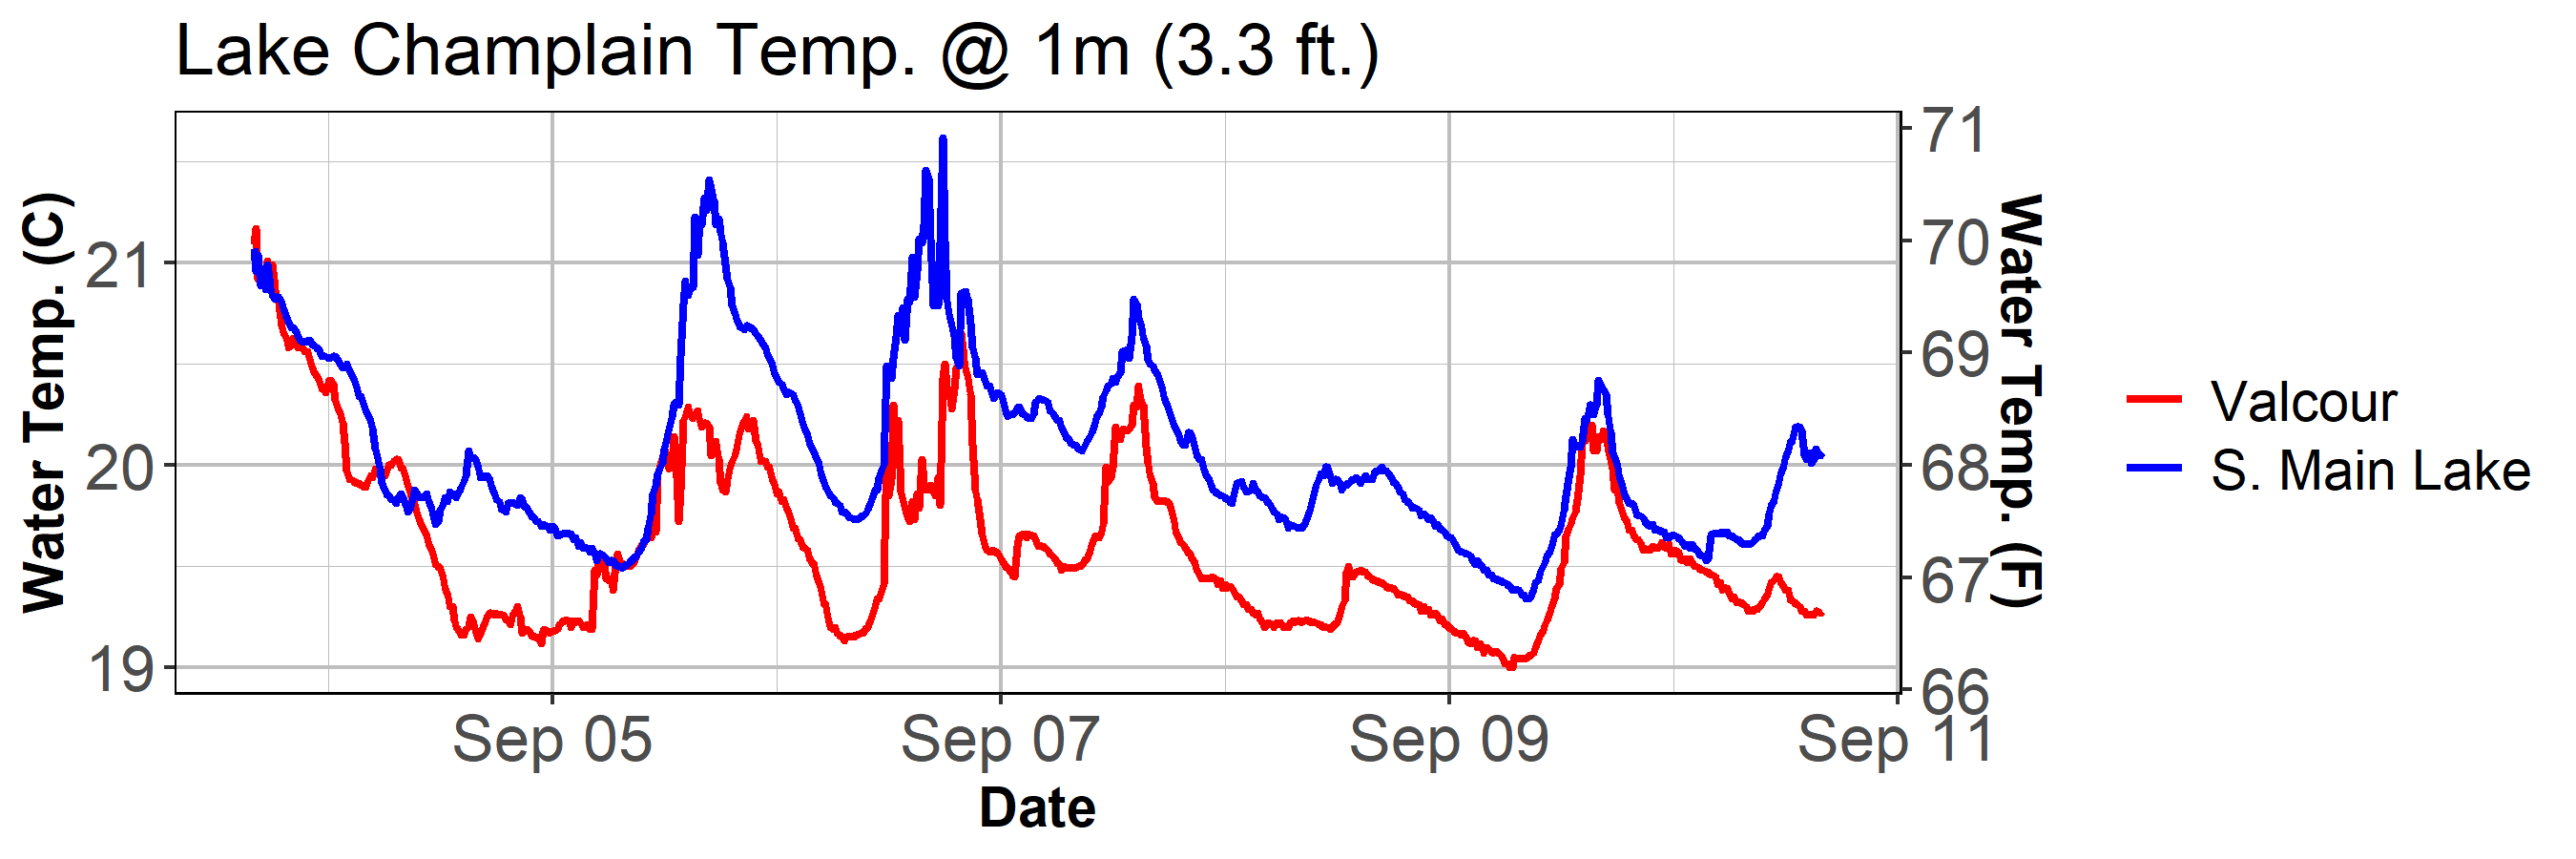 Lake Champlain Temp. @ 1m (3.3 ft.)
Water Temp. (C)
21
20
19
71
70
69
68
67
66
Water Temp. (F)
Sep 05
Sep 07
Sep 09
Sep 11
Date
Valcour
S. Main Lake